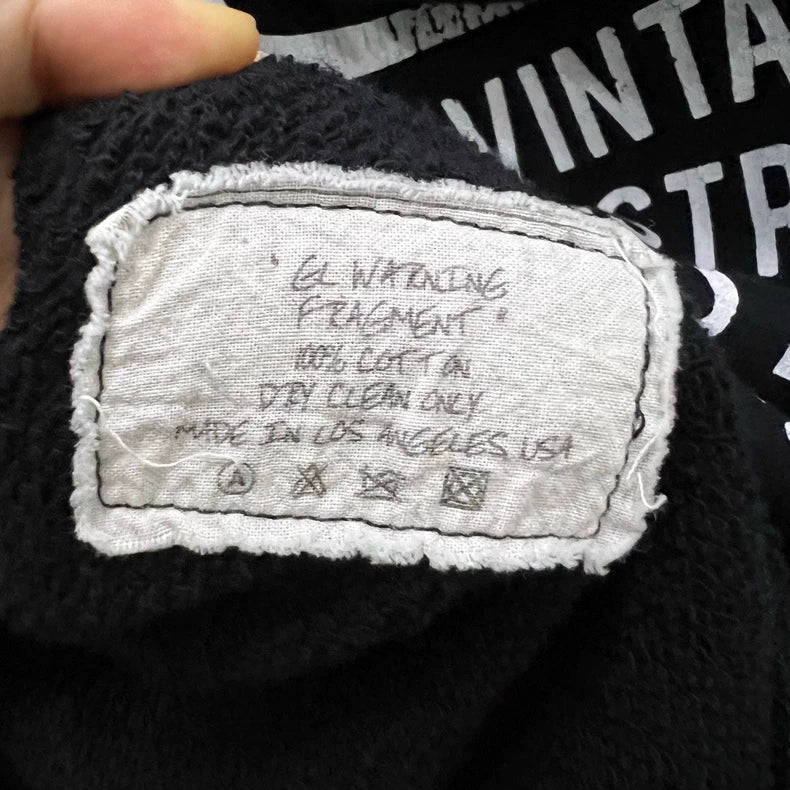 VINTA
STR
' GL WARNING
FRAGMENT "
100% COTTON
DRY CLEAN ONLY
MADE IN LOS ANGELES USA
A